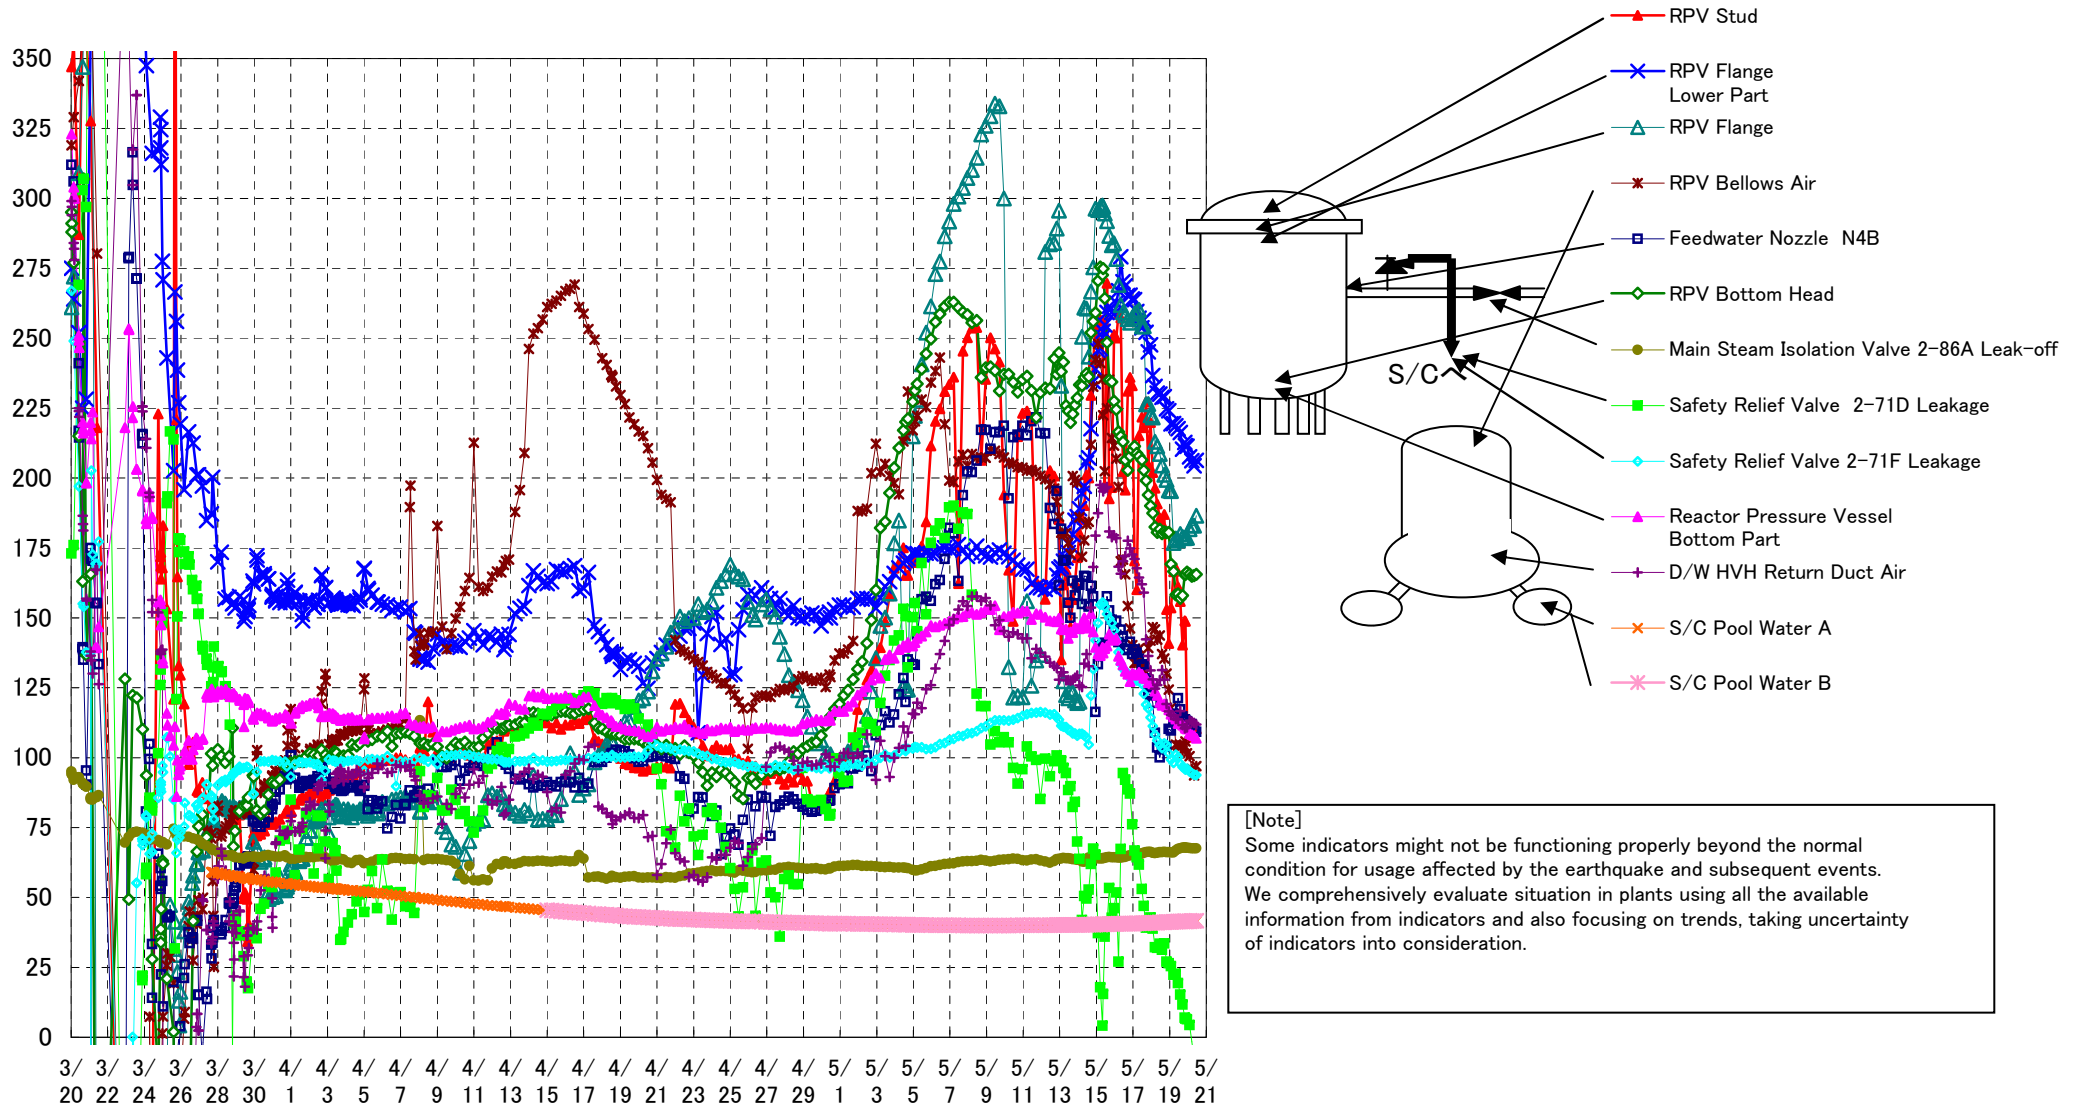 350
325
300
275
250
225
200
175
150
125
100
75
50
25
0
3/20 3/22 3/24 3/26 3/28 3/30 4/1 4/3 4/5 4/7 4/9 4/11 4/13 4/15 4/17 4/19 4/21 4/23 4/25 4/27 4/29 5/1 5/3 5/5 5/7 5/9 5/11 5/13 5/15 5/17 5/19 5/21
RPV Stud
RPV Flange
Lower Part
RPV Flange
RPV Bellows Air
Feedwater Nozzle N4B
RPV Bottom Head
Main Steam Isolation Valve 2-86A Leak-off
Safety Relief Valve 2-71D Leakage
Safety Relief Valve 2-71F Leakage
Reactor Pressure Vessel
Bottom Part
D/W HVH Return Duct Air
S/C Pool Water A
S/C Pool Water B
S/Cへ
[Note]
Some indicators might not be functioning properly beyond the normal
condition for usage affected by the earthquake and subsequent events.
We comprehensively evaluate situation in plants using all the available
information from indicators and also focusing on trends, taking uncertainty
of indicators into consideration.